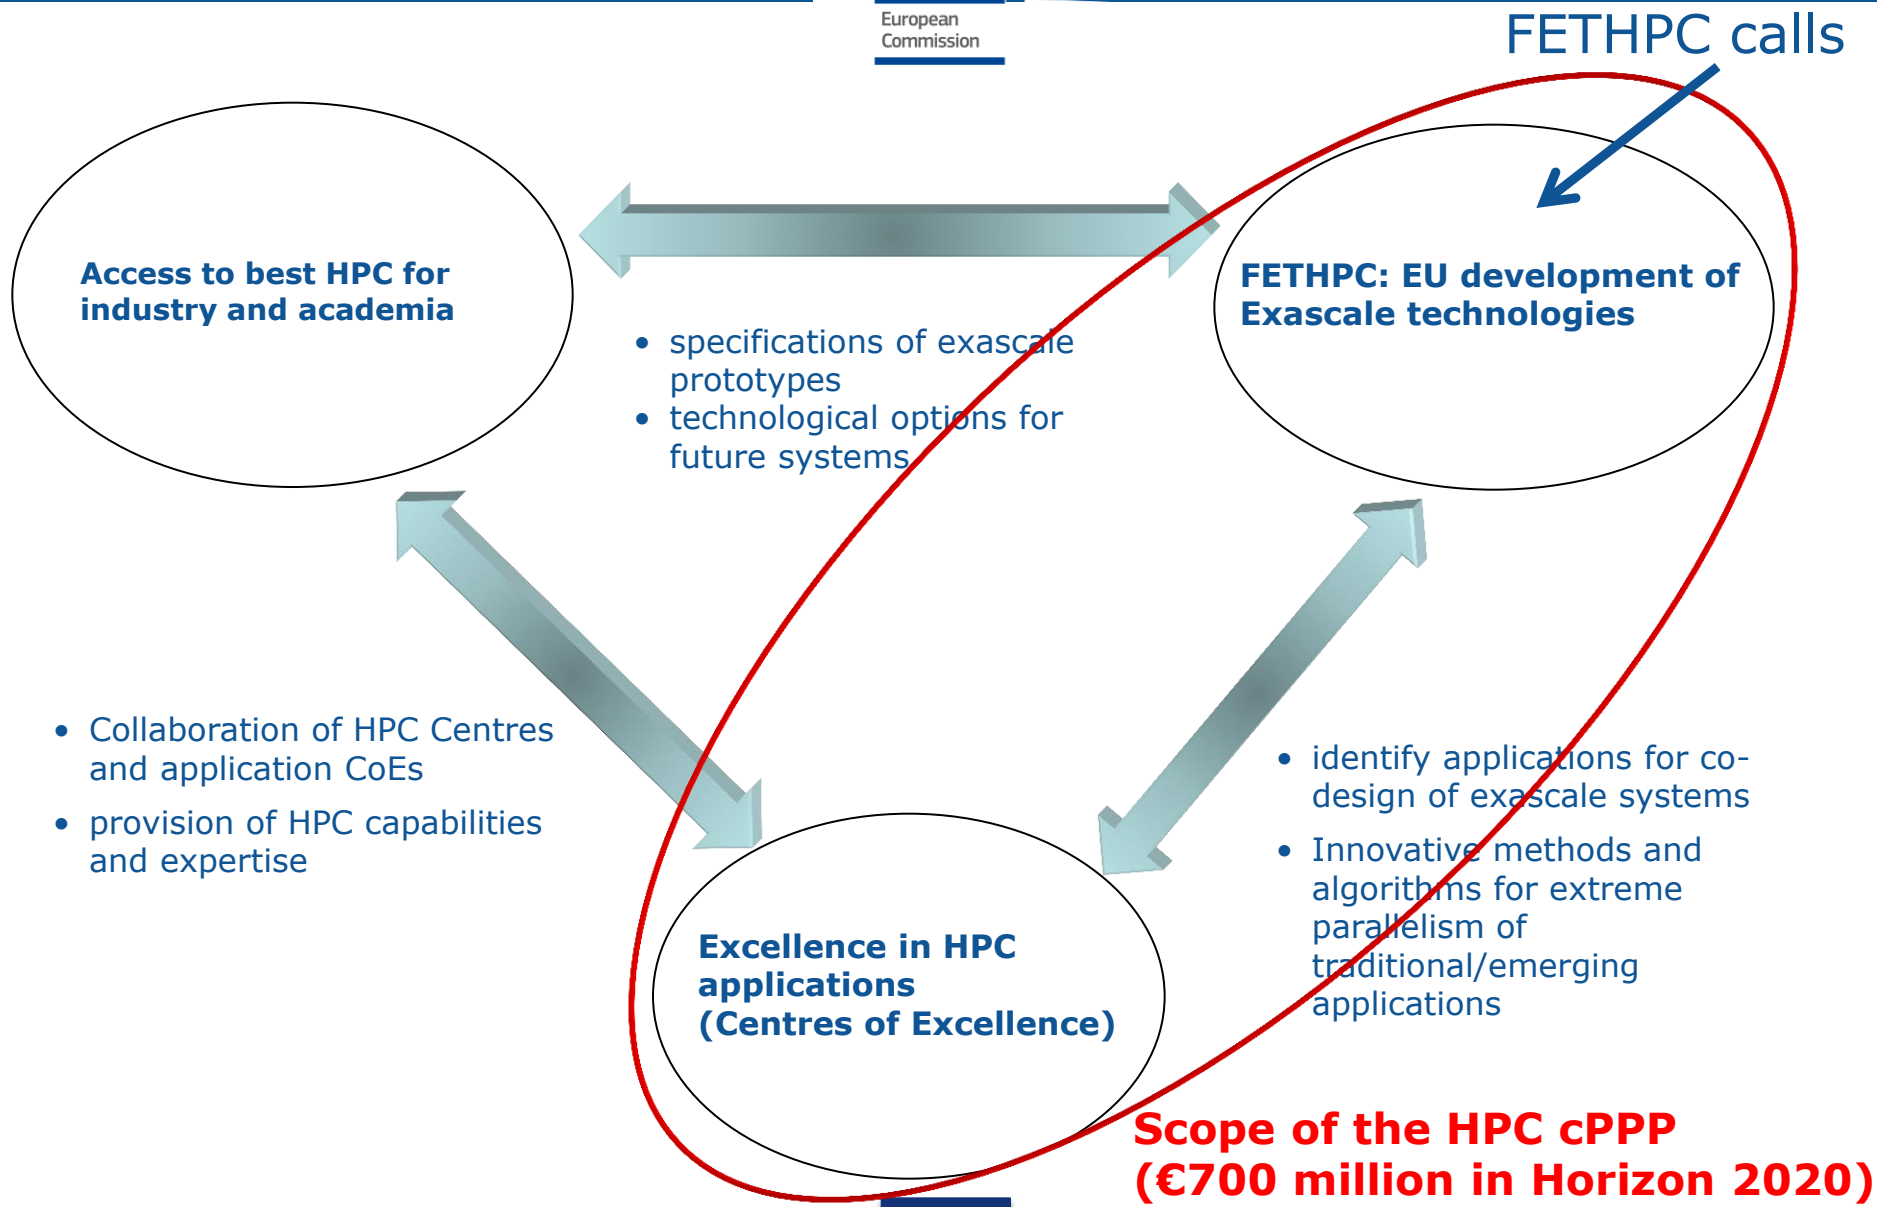 European
Commission
FETHPC calls
Access to best HPC for
industry and academia
FETHPC: EU development of
Exascale technologies
• specifications of exascale
prototypes
• technological options for
future systems
• Collaboration of HPC Centres
and application CoEs
• provision of HPC capabilities
and expertise
• identify applications for co-
design of exascale systems
• Innovative methods and
algorithms for extreme
parallelism of
traditional/emerging
applications
Excellence in HPC
applications
(Centres of Excellence)
Scope of the HPC cPPP
(€700 million in Horizon 2020)